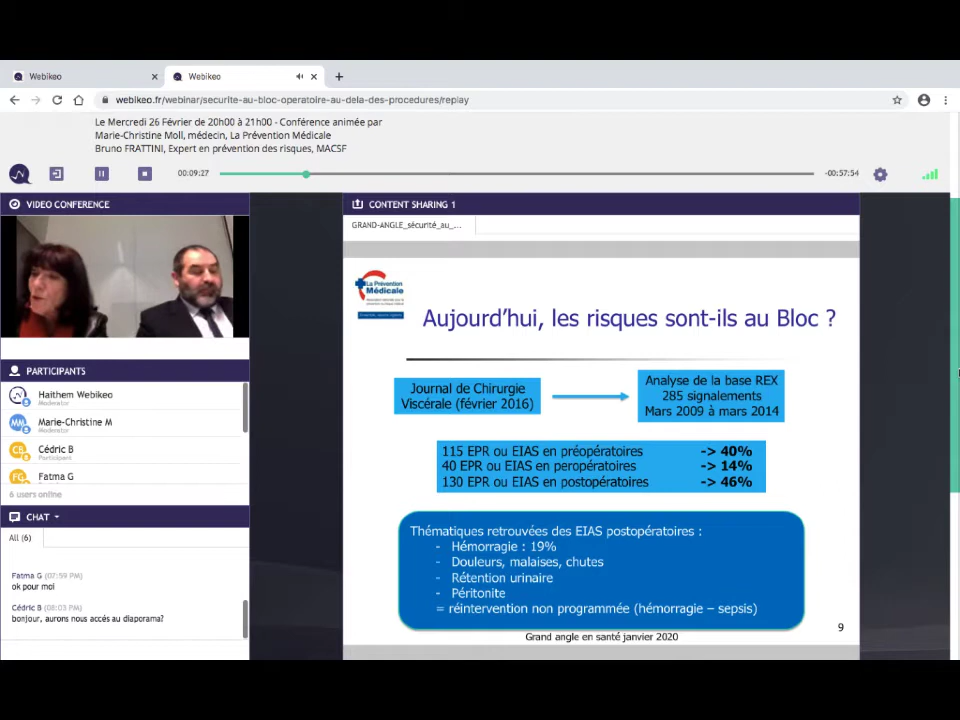 Webikeo
Webikeo
webikeo.fr/webinar/securite-au-bloc-operatoire-au-dela-des-procedures/replay
Le Mercredi 26 Février de 20h00 à 21h00 - Conférence animée par
Marie-Christine Moll, médecin, La Prévention Médicale
Bruno FRATTINI, Expert en prévention des risques, MACSF
00:09:27
-00:57:54
VIDEO CONFERENCE
PARTICIPANTS
Haithem Webikeo
Moderator
MM
Marie-Christine M
Moderator
CB
Cédric B
Participant
FG
Fatma G
6 users online
CHAT
All (6)
Fatma G (07:59 PM)
ok pour moi
Cédric B (08:03 PM)
bonjour, aurons nous accés au diaporama?
CONTENT SHARING 1
GRAND-ANGLE_sécurité_au_...
La Prévention
Médicale
Aujourd'hui, les risques sont-ils au Bloc ?
Journal de Chirurgie
Viscérale (février 2016)
Analyse de la base REX
285 signalements
Mars 2009 à mars 2014
115 EPR ou EIAS en préopératoires -> 40%
40 EPR ou EIAS en peropératoires -> 14%
130 EPR ou EIAS en postopératoires -> 46%
Thématiques retrouvées des EIAS postopératoires :
- Hémorragie : 19%
- Douleurs, malaises, chutes
- Rétention urinaire
- Péritonite
= réintervention non programmée (hémorragie – sepsis)
9
Grand angle en santé janvier 2020